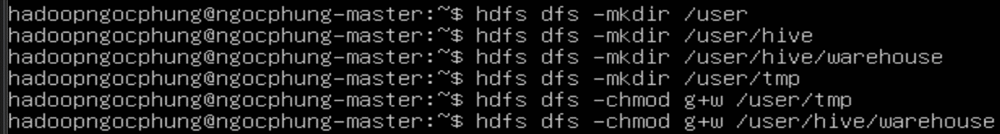 hadoopngocphung@ngocphung-master:~$ hdfs dfs -mkdir /user
hadoopngocphung@ngocphung-master:~$ hdfs dfs -mkdir /user/hive
hadoopngocphung@ngocphung-master:~$ hdfs dfs -mkdir /user/hive/warehouse
hadoopngocphung@ngocphung-master:~$ hdfs dfs -mkdir /user/tmp
hadoopngocphung@ngocphung-master:~$ hdfs dfs -chmod g+w /user/tmp
hadoopngocphung@ngocphung-master:~$ hdfs dfs -chmod g+w /user/hive/warehouse